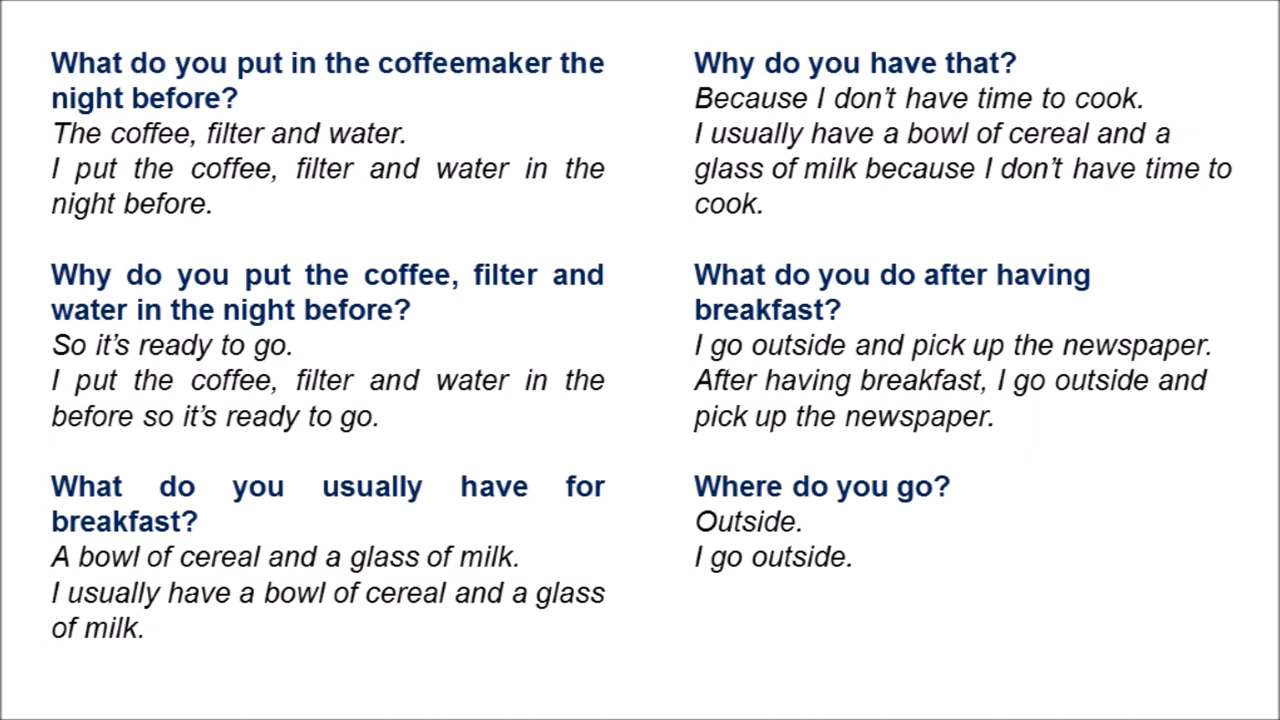 What do you put in the coffeemaker the
night before?
The coffee, filter and water.
I put the coffee, filter and water in the
night before.
Why do you put the coffee, filter and
water in the night before?
So it's ready to go.
I put the coffee, filter and water in the
before so it's ready to go.
What do you usually have for
breakfast?
A bowl of cereal and a glass of milk.
I usually have a bowl of cereal and a glass
of milk.
Why do you have that?
Because I don't have time to cook.
I usually have a bowl of cereal and a
glass of milk because I don't have time to
cook.
What do you do after having
breakfast?
I go outside and pick up the newspaper.
After having breakfast, I go outside and
pick up the newspaper.
Where do you go?
Outside.
I go outside.